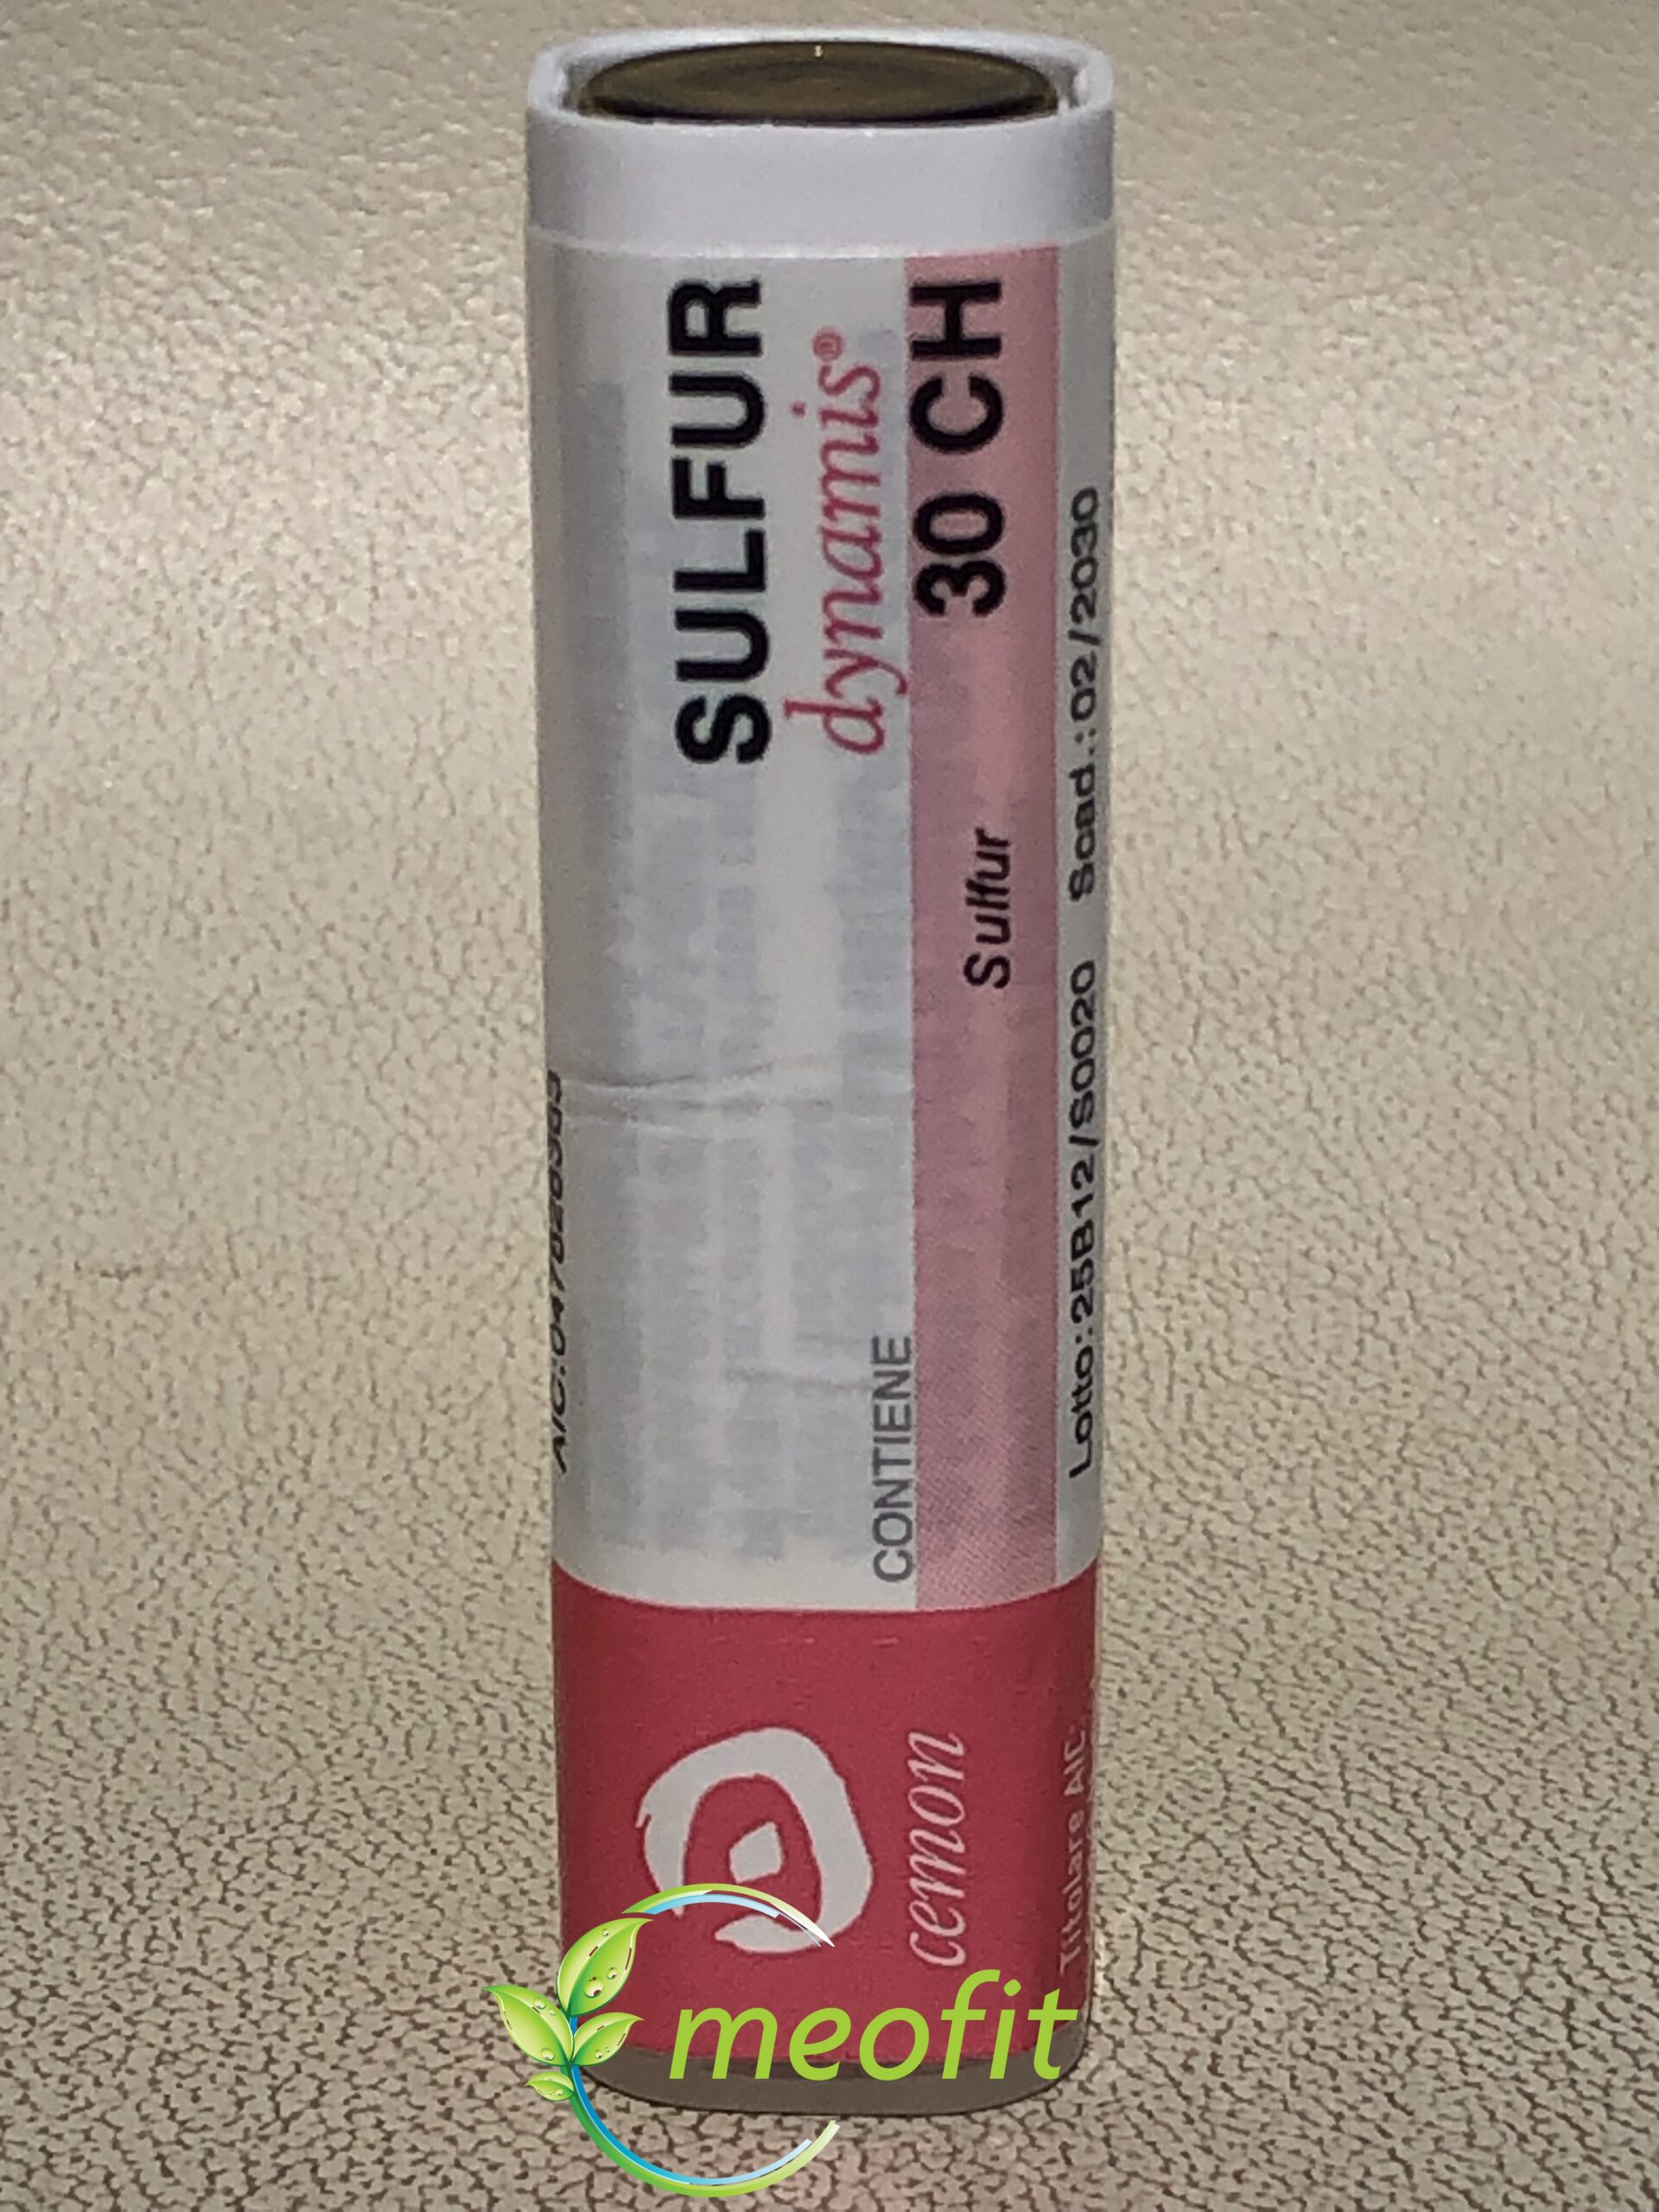 SULFUR
dynamis®
30 CH
CONTIENE
Sulfur
Lotto:25B12/S0020 Scad.:02/2030
cemon
Titolare AIC
meofit